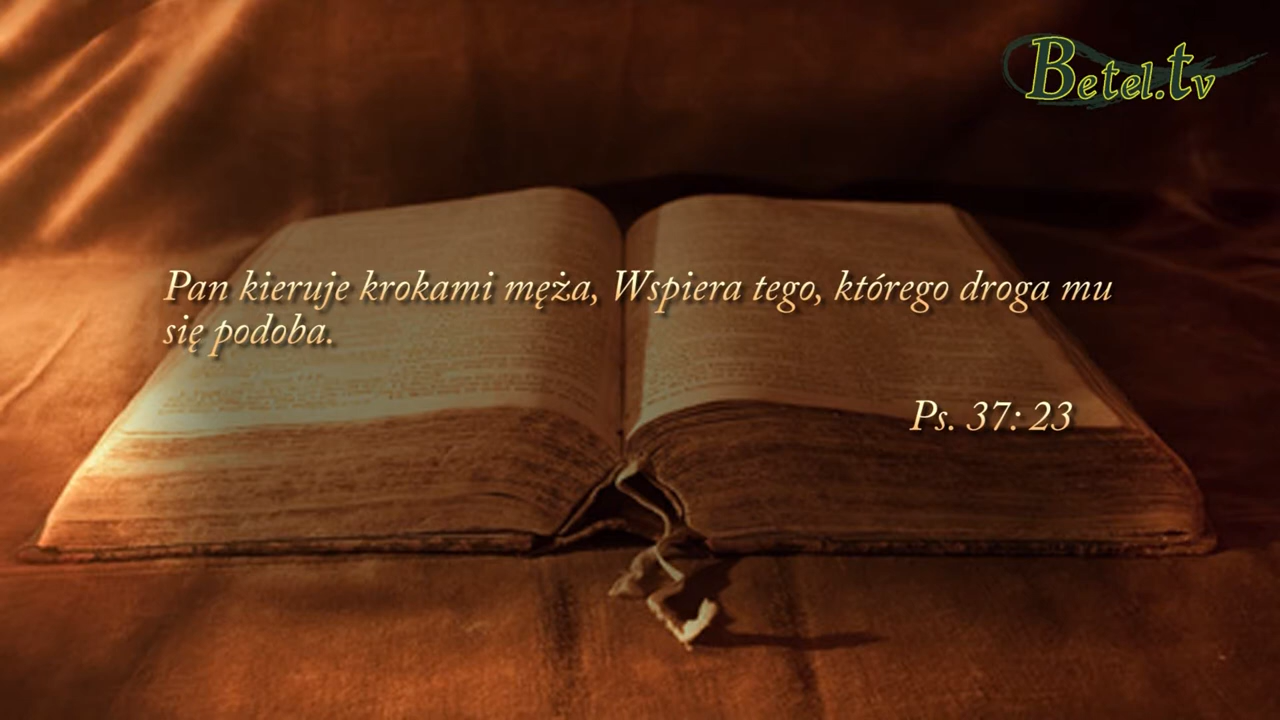 Betel.tv
Pan kieruje krokami męża, Wspiera tego, którego droga mu
się podoba.
Ps. 37: 23